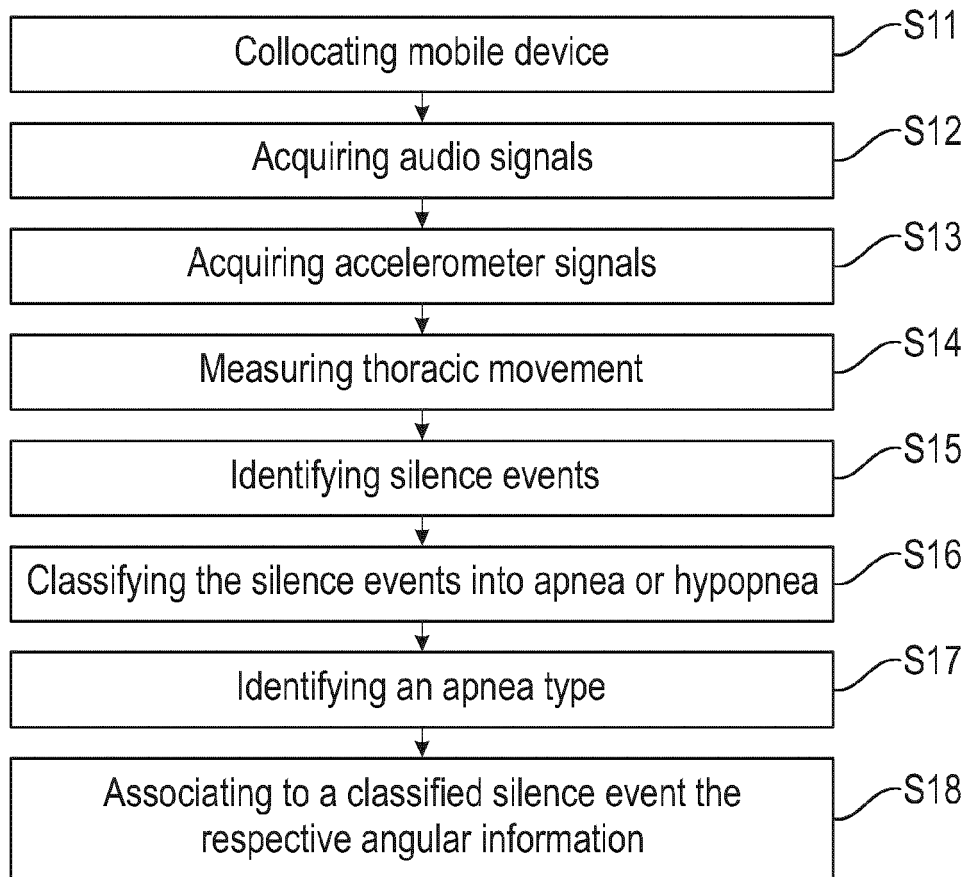 S11
Collocating mobile device
S12
Acquiring audio signals
S13
Acquiring accelerometer signals
S14
Measuring thoracic movement
S15
Identifying silence events
S16
Classifying the silence events into apnea or hypopnea
S17
Identifying an apnea type
S18
Associating to a classified silence event the
respective angular information